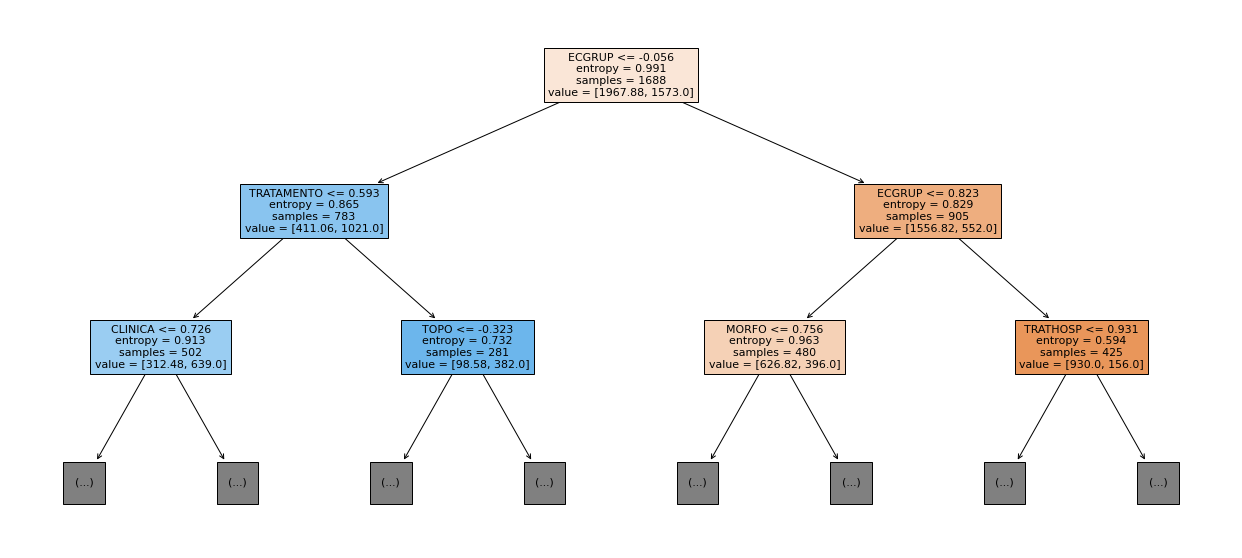 ECGRUP <= -0.056
entropy = 0.991
samples = 1688
value = [1967.88, 1573.0]
TRATAMENTO <= 0.593
entropy = 0.865
samples = 783
value = [411.06, 1021.0]
ECGRUP <= 0.823
entropy = 0.829
samples = 905
value = [1556.82, 552.0]
CLINICA <= 0.726
entropy = 0.913
samples = 502
value = [312.48, 639.0]
TOPO <= -0.323
entropy = 0.732
samples = 281
value = [98.58, 382.0]
MORFO <= 0.756
entropy = 0.963
samples = 480
value = [626.82, 396.0]
TRATHOSP <= 0.931
entropy = 0.594
samples = 425
value = [930.0, 156.0]
(...)
(...)
(...)
(...)
(...)
(...)
(...)
(...)